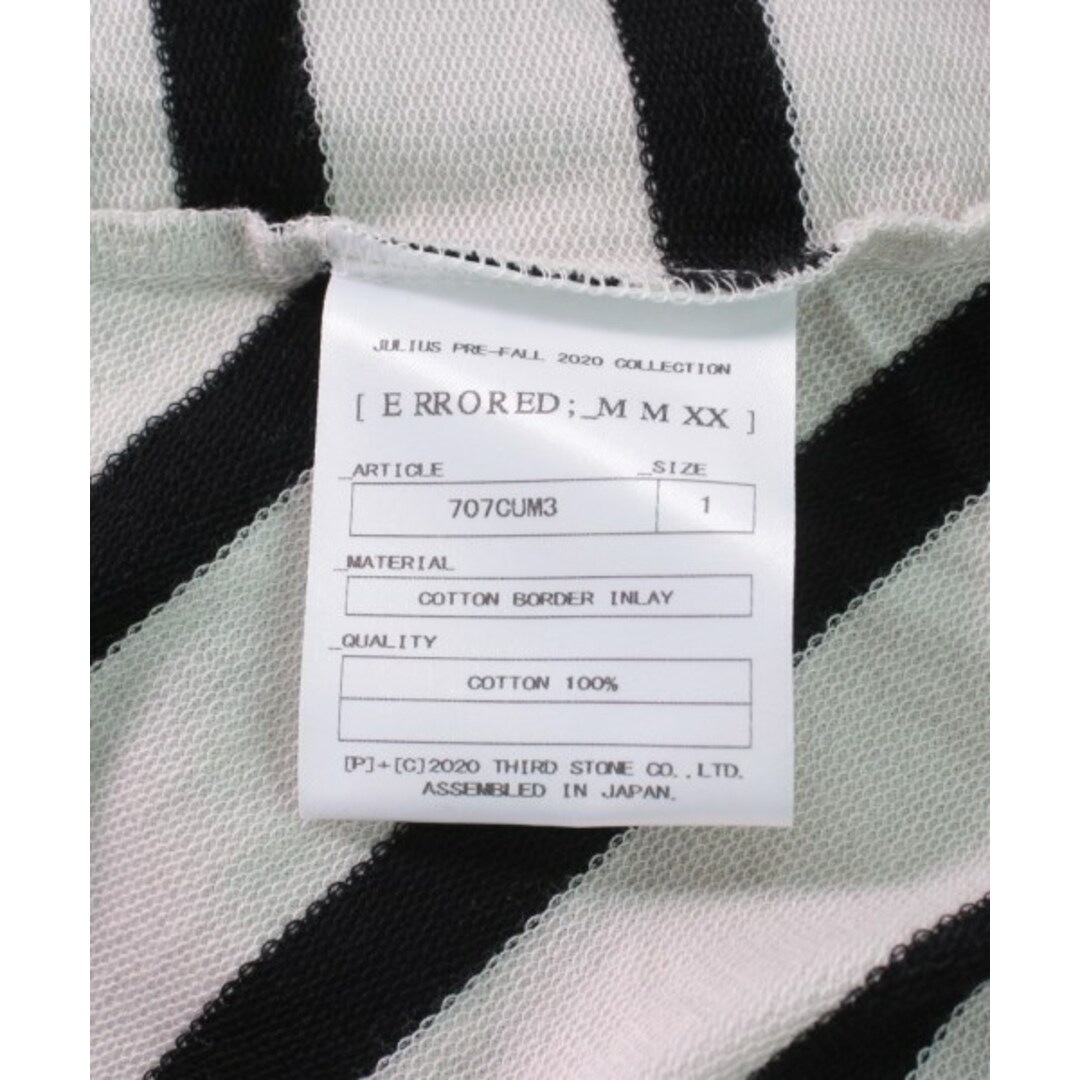 JULIUS PRE-FALL 2020 COLLECTION
[ ERRORED;_MMXX ]
_ARTICLE _SIZE
707CUM3 1
_MATERIAL
COTTON BORDER INLAY
_QUALITY
COTTON 100%
[P]+[C]2020 THIRD STONE CO.,LTD.
ASSEMBLED IN JAPAN.